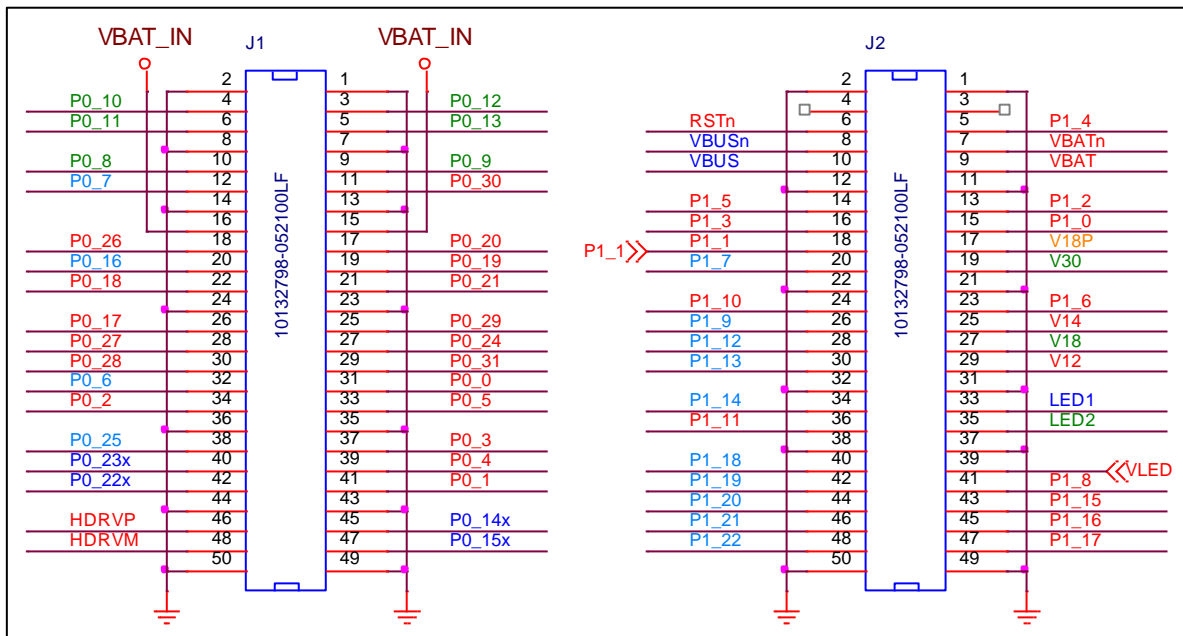 VBAT_IN J1 VBAT_IN
2 1
P0_10 4 3 P0_12
P0_11 6 5 P0_13
8 7
P0_8 10 9 P0_9
P0_7 12 11 P0_30
14 13
16 15
P0_26 18 17 P0_20
P0_16 20 19 P0_19
P0_18 22 21 P0_21
24 23
P0_17 26 25 P0_29
P0_27 28 27 P0_24
P0_28 30 29 P0_31
P0_6 32 31 P0_0
P0_2 34 33 P0_5
36 35
P0_25 38 37 P0_3
P0_23x 40 39 P0_4
P0_22x 42 41 P0_1
44 43
HDRVP 46 45 P0_14x
HDRVM 48 47 P0_15x
50 49
10132798-052100LF
J2
2 1
4 3
RSTn 6 5 P1_4
VBUSn 8 7 VBATn
VBUS 10 9 VBAT
12 11
P1_5 14 13 P1_2
P1_3 16 15 P1_0
P1_1 P1_1 18 17 V18P
P1_7 20 19 V30
22 21
P1_10 24 23 P1_6
P1_9 26 25 V14
P1_12 28 27 V18
P1_13 30 29 V12
32 31
P1_14 34 33 LED1
P1_11 36 35 LED2
38 37
P1_18 40 39 VLED
P1_19 42 41 P1_8
P1_20 44 43 P1_15
P1_21 46 45 P1_16
P1_22 48 47 P1_17
50 49
10132798-052100LF